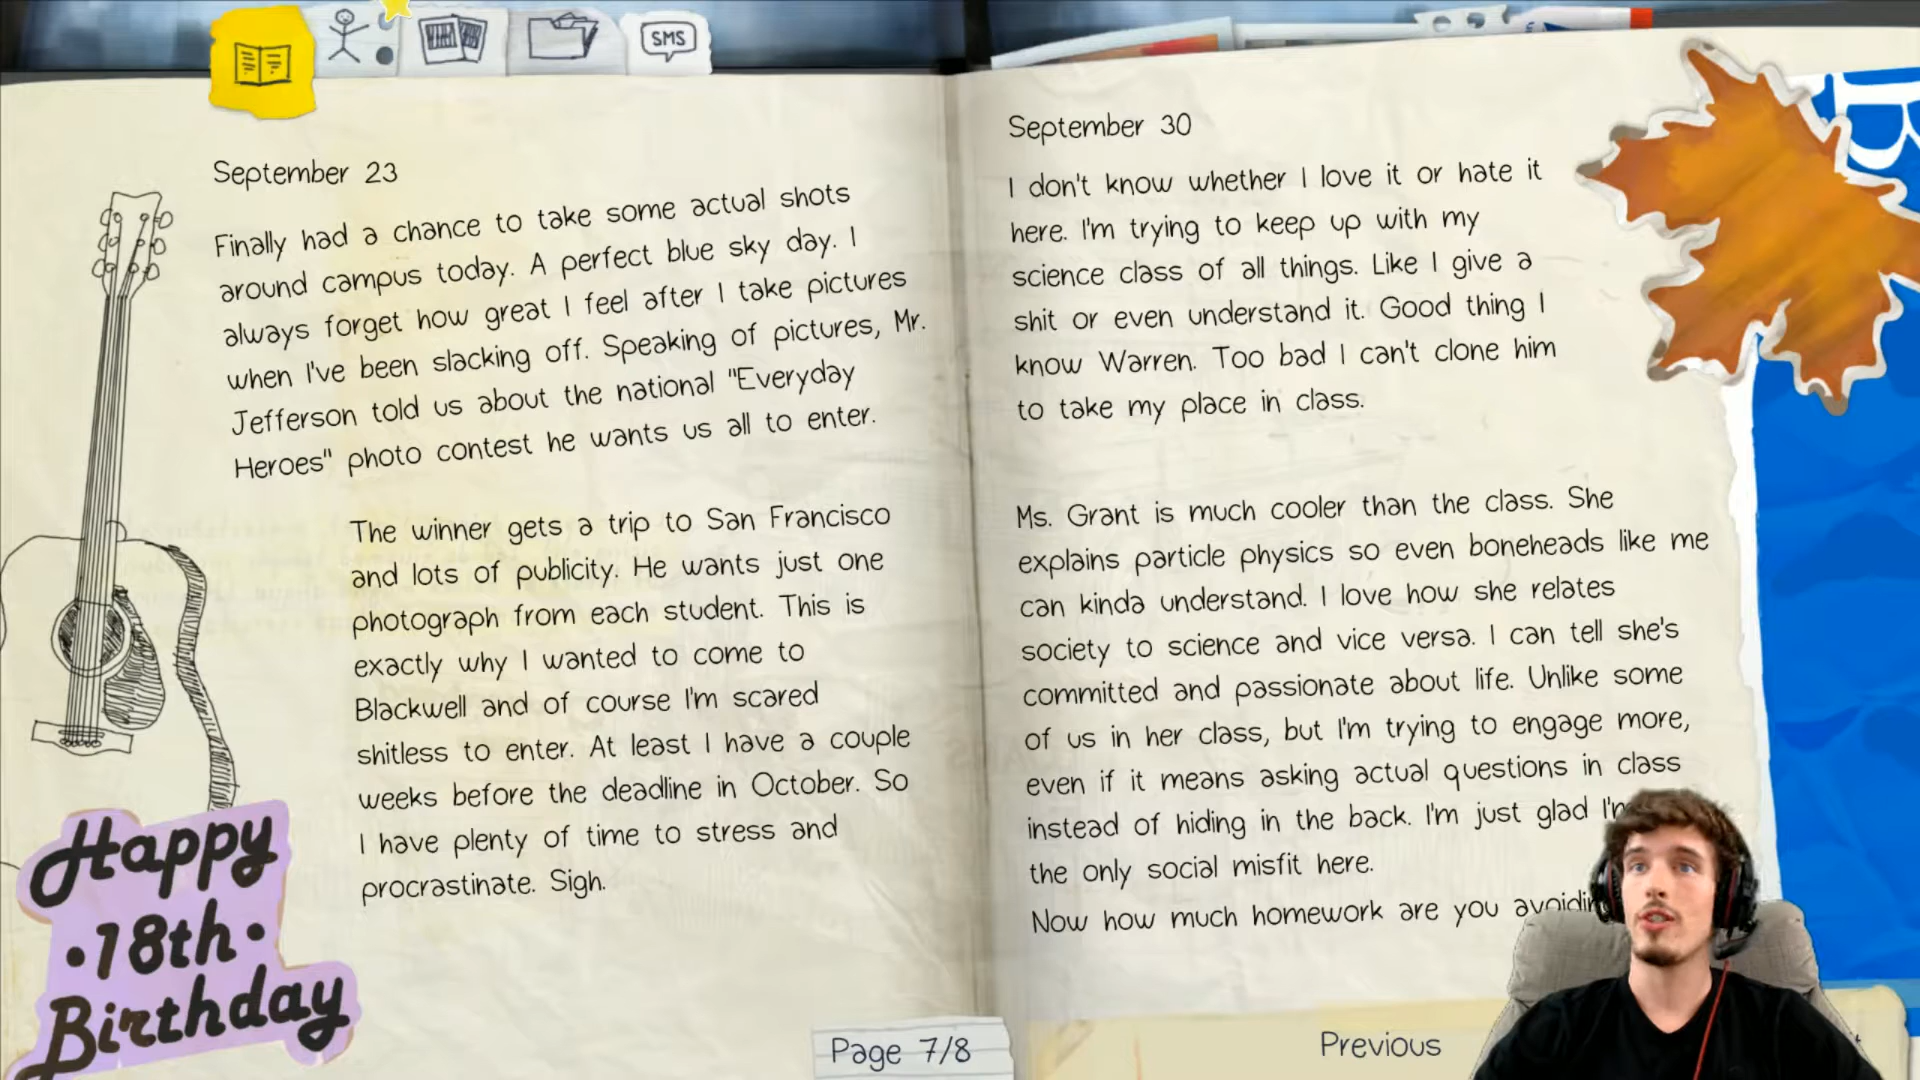 SMS
September 23
Finally had a chance to take some actual shots
around campus today. A perfect blue sky day. I
always forget how great I feel after I take pictures
when I've been slacking off. Speaking of pictures, Mr.
Jefferson told us about the national "Everyday
Heroes" photo contest he wants us all to enter.
The winner gets a trip to San Francisco
and lots of publicity. He wants just one
photograph from each student. This is
exactly why I wanted to come to
Blackwell and of course I'm scared
shitless to enter. At least I have a couple
weeks before the deadline in October. So
I have plenty of time to stress and
procrastinate. Sigh.
Happy
18th
Birthday
Page 7/8
September 30
I don't know whether I love it or hate it
here. I'm trying to keep up with my
science class of all things. Like I give a
shit or even understand it. Good thing I
know Warren. Too bad I can't clone him
to take my place in class.
Ms. Grant is much cooler than the class. She
explains particle physics so even boneheads like me
can kinda understand. I love how she relates
society to science and vice versa. I can tell she's
committed and passionate about life. Unlike some
of us in her class, but I'm trying to engage more,
even if it means asking actual questions in class
instead of hiding in the back. I'm just glad
the only social misfit here.
Now how much homework are you
Previous